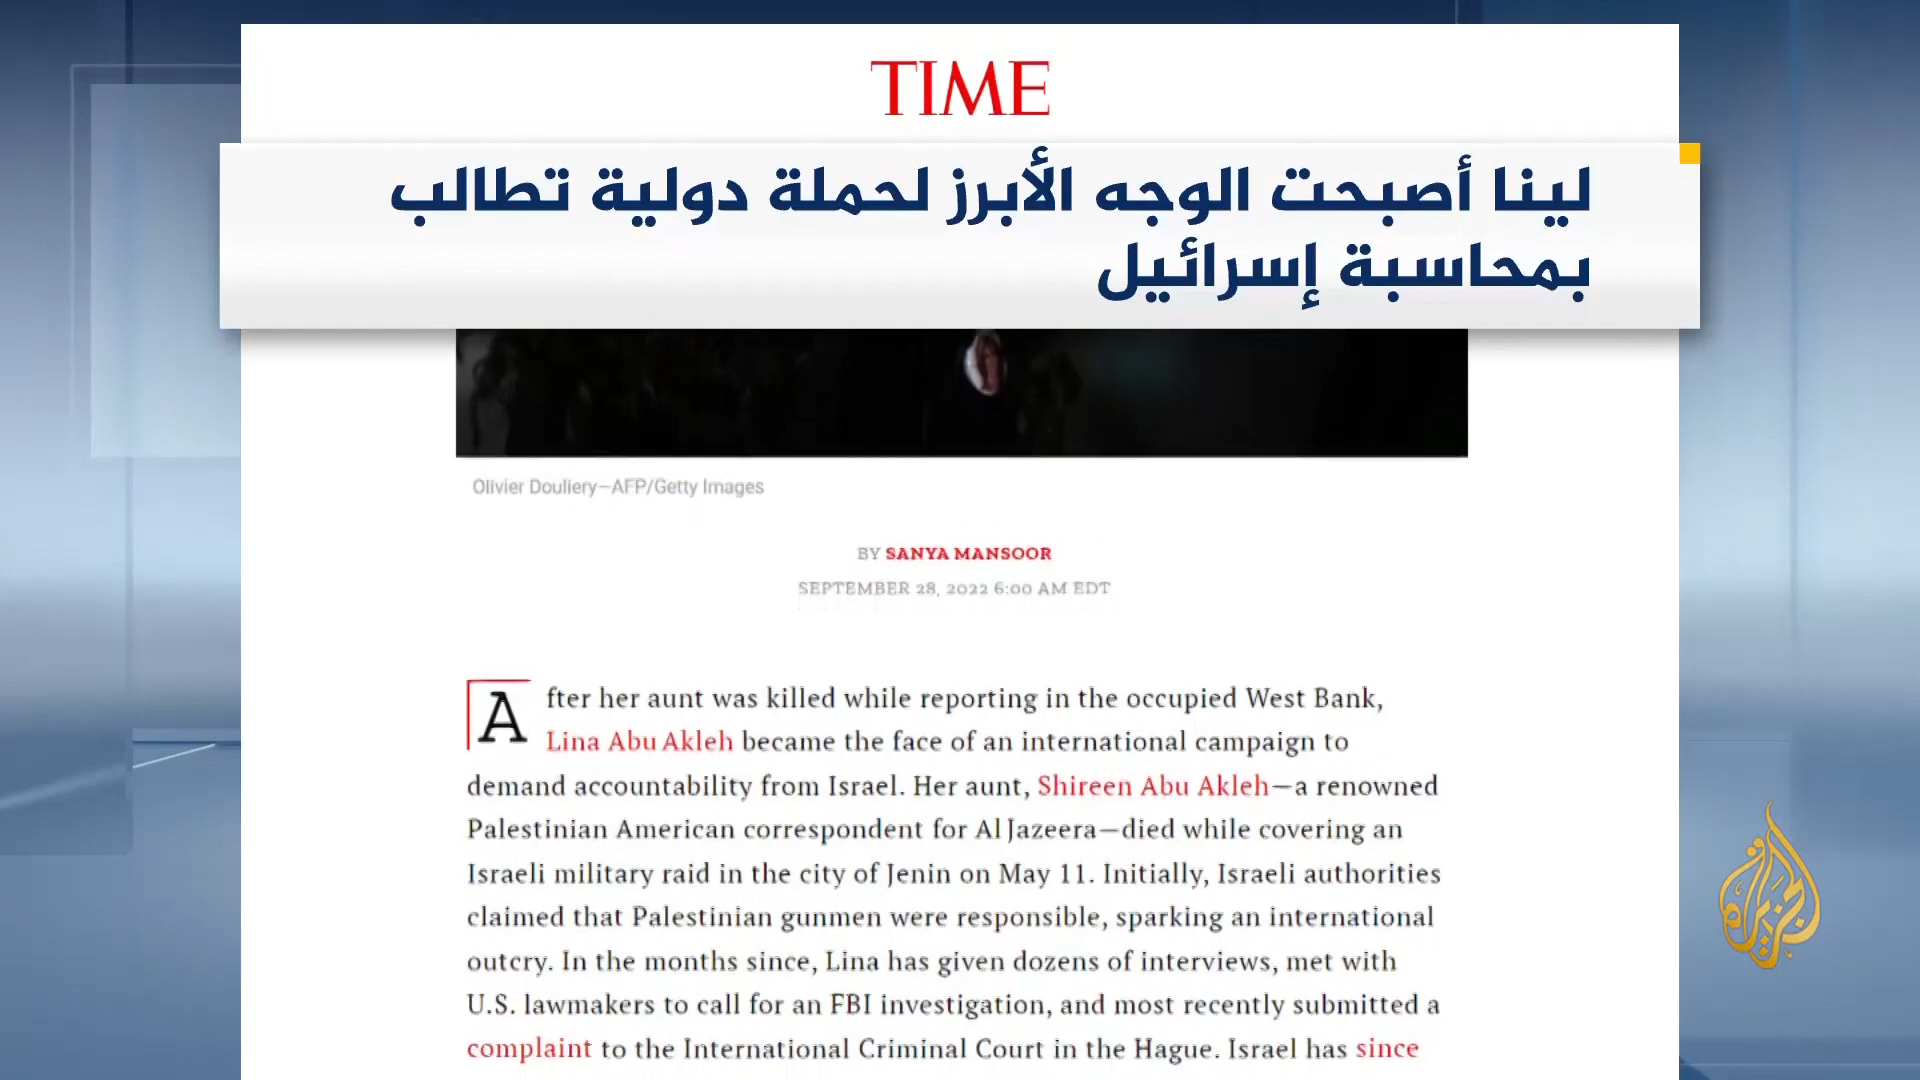 TIME
لينا أصبحت الوجه الأبرز لحملة دولية تطالب
بمحاسبة إسرائيل
Olivier Douliery—AFP/Getty Images
BY SANYA MANSOOR
SEPTEMBER 28, 2022 6:00 AM EDT
After her aunt was killed while reporting in the occupied West Bank,
Lina Abu Akleh became the face of an international campaign to
demand accountability from Israel. Her aunt, Shireen Abu Akleh—a renowned
Palestinian American correspondent for Al Jazeera—died while covering an
Israeli military raid in the city of Jenin on May 11. Initially, Israeli authorities
claimed that Palestinian gunmen were responsible, sparking an international
outcry. In the months since, Lina has given dozens of interviews, met with
U.S. lawmakers to call for an FBI investigation, and most recently submitted a
complaint to the International Criminal Court in the Hague. Israel has since
الجزيرة